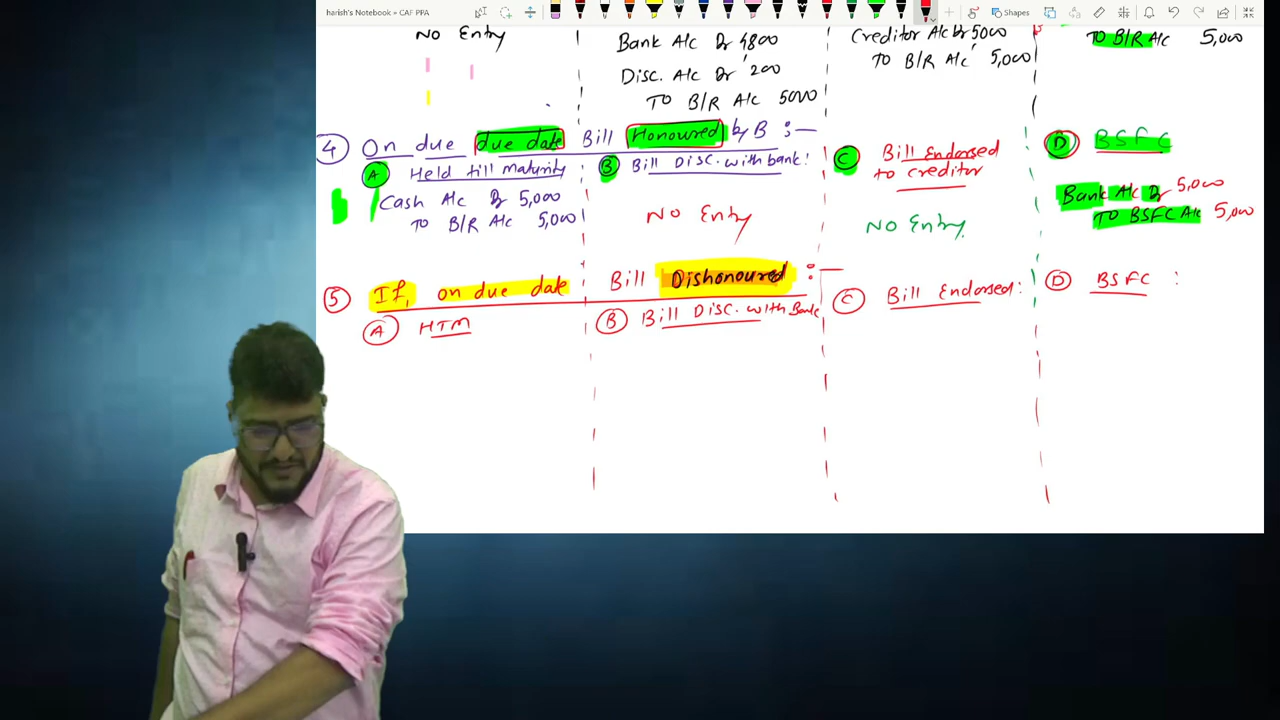 harish's Notebook > CAF PPA
Shapes
No Entry
Bank A/c Dr 4800
Disc. A/c Dr 200
To B/R A/c 5000
Creditor A/c Dr 5000
To B/R A/c 5,000
To B/R A/c 5,000
4 On due due date Bill Honoured by B :-
A Held till maturity
Cash A/c Dr 5,000
To B/R A/c 5,000
B Bill Disc. with bank :
No Entry
C Bill Endorsed
to creditor
No Entry.
D BSFC
Bank A/c Dr 5,000
To BSFC A/c 5,000
5 If, on due date Bill Dishonoured :-
A HTM
B Bill Disc. with Bank
C Bill Endorsed :
D BSFC :